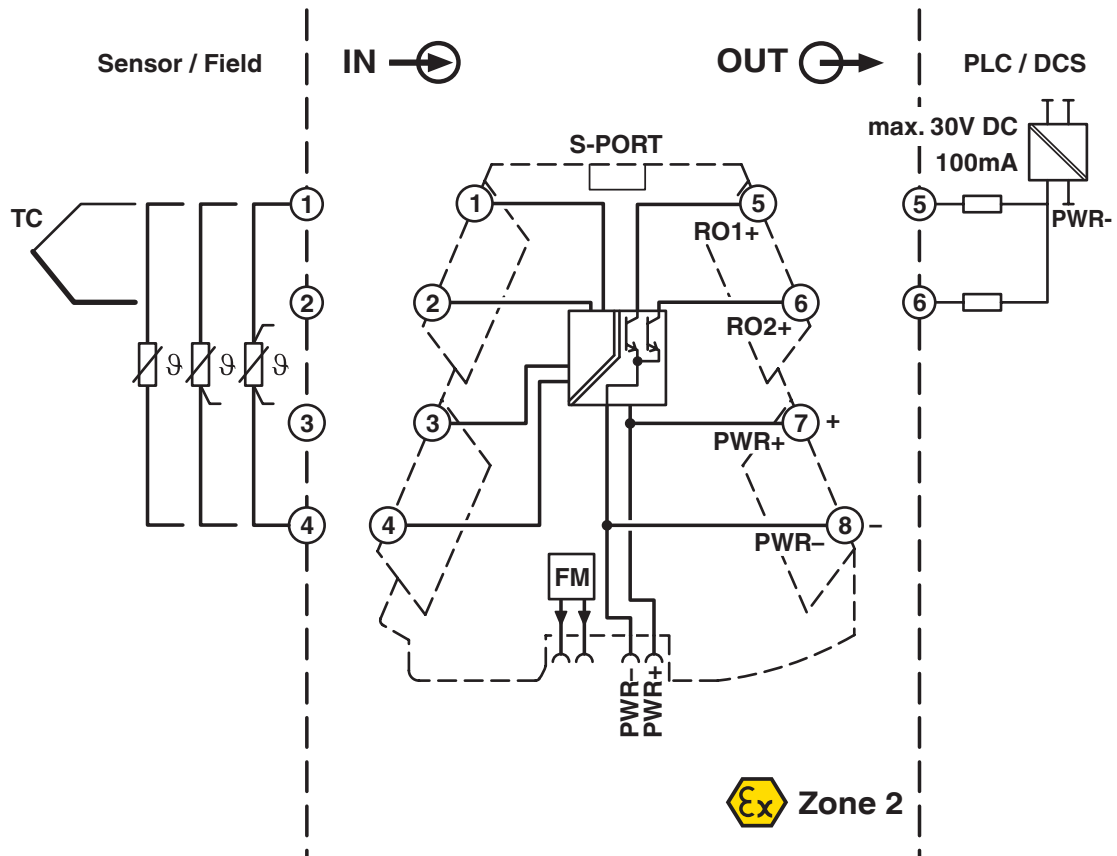 Sensor / Field
IN
OUT
PLC / DCS
max. 30V DC
100mA
S-PORT
TC
1
1
5
5
RO1+
PWR-
2
2
6
6
RO2+
ϑ
ϑ
ϑ
3
3
7
+
PWR+
4
4
8
–
PWR–
FM
PWR–
PWR+
Ex
Zone 2